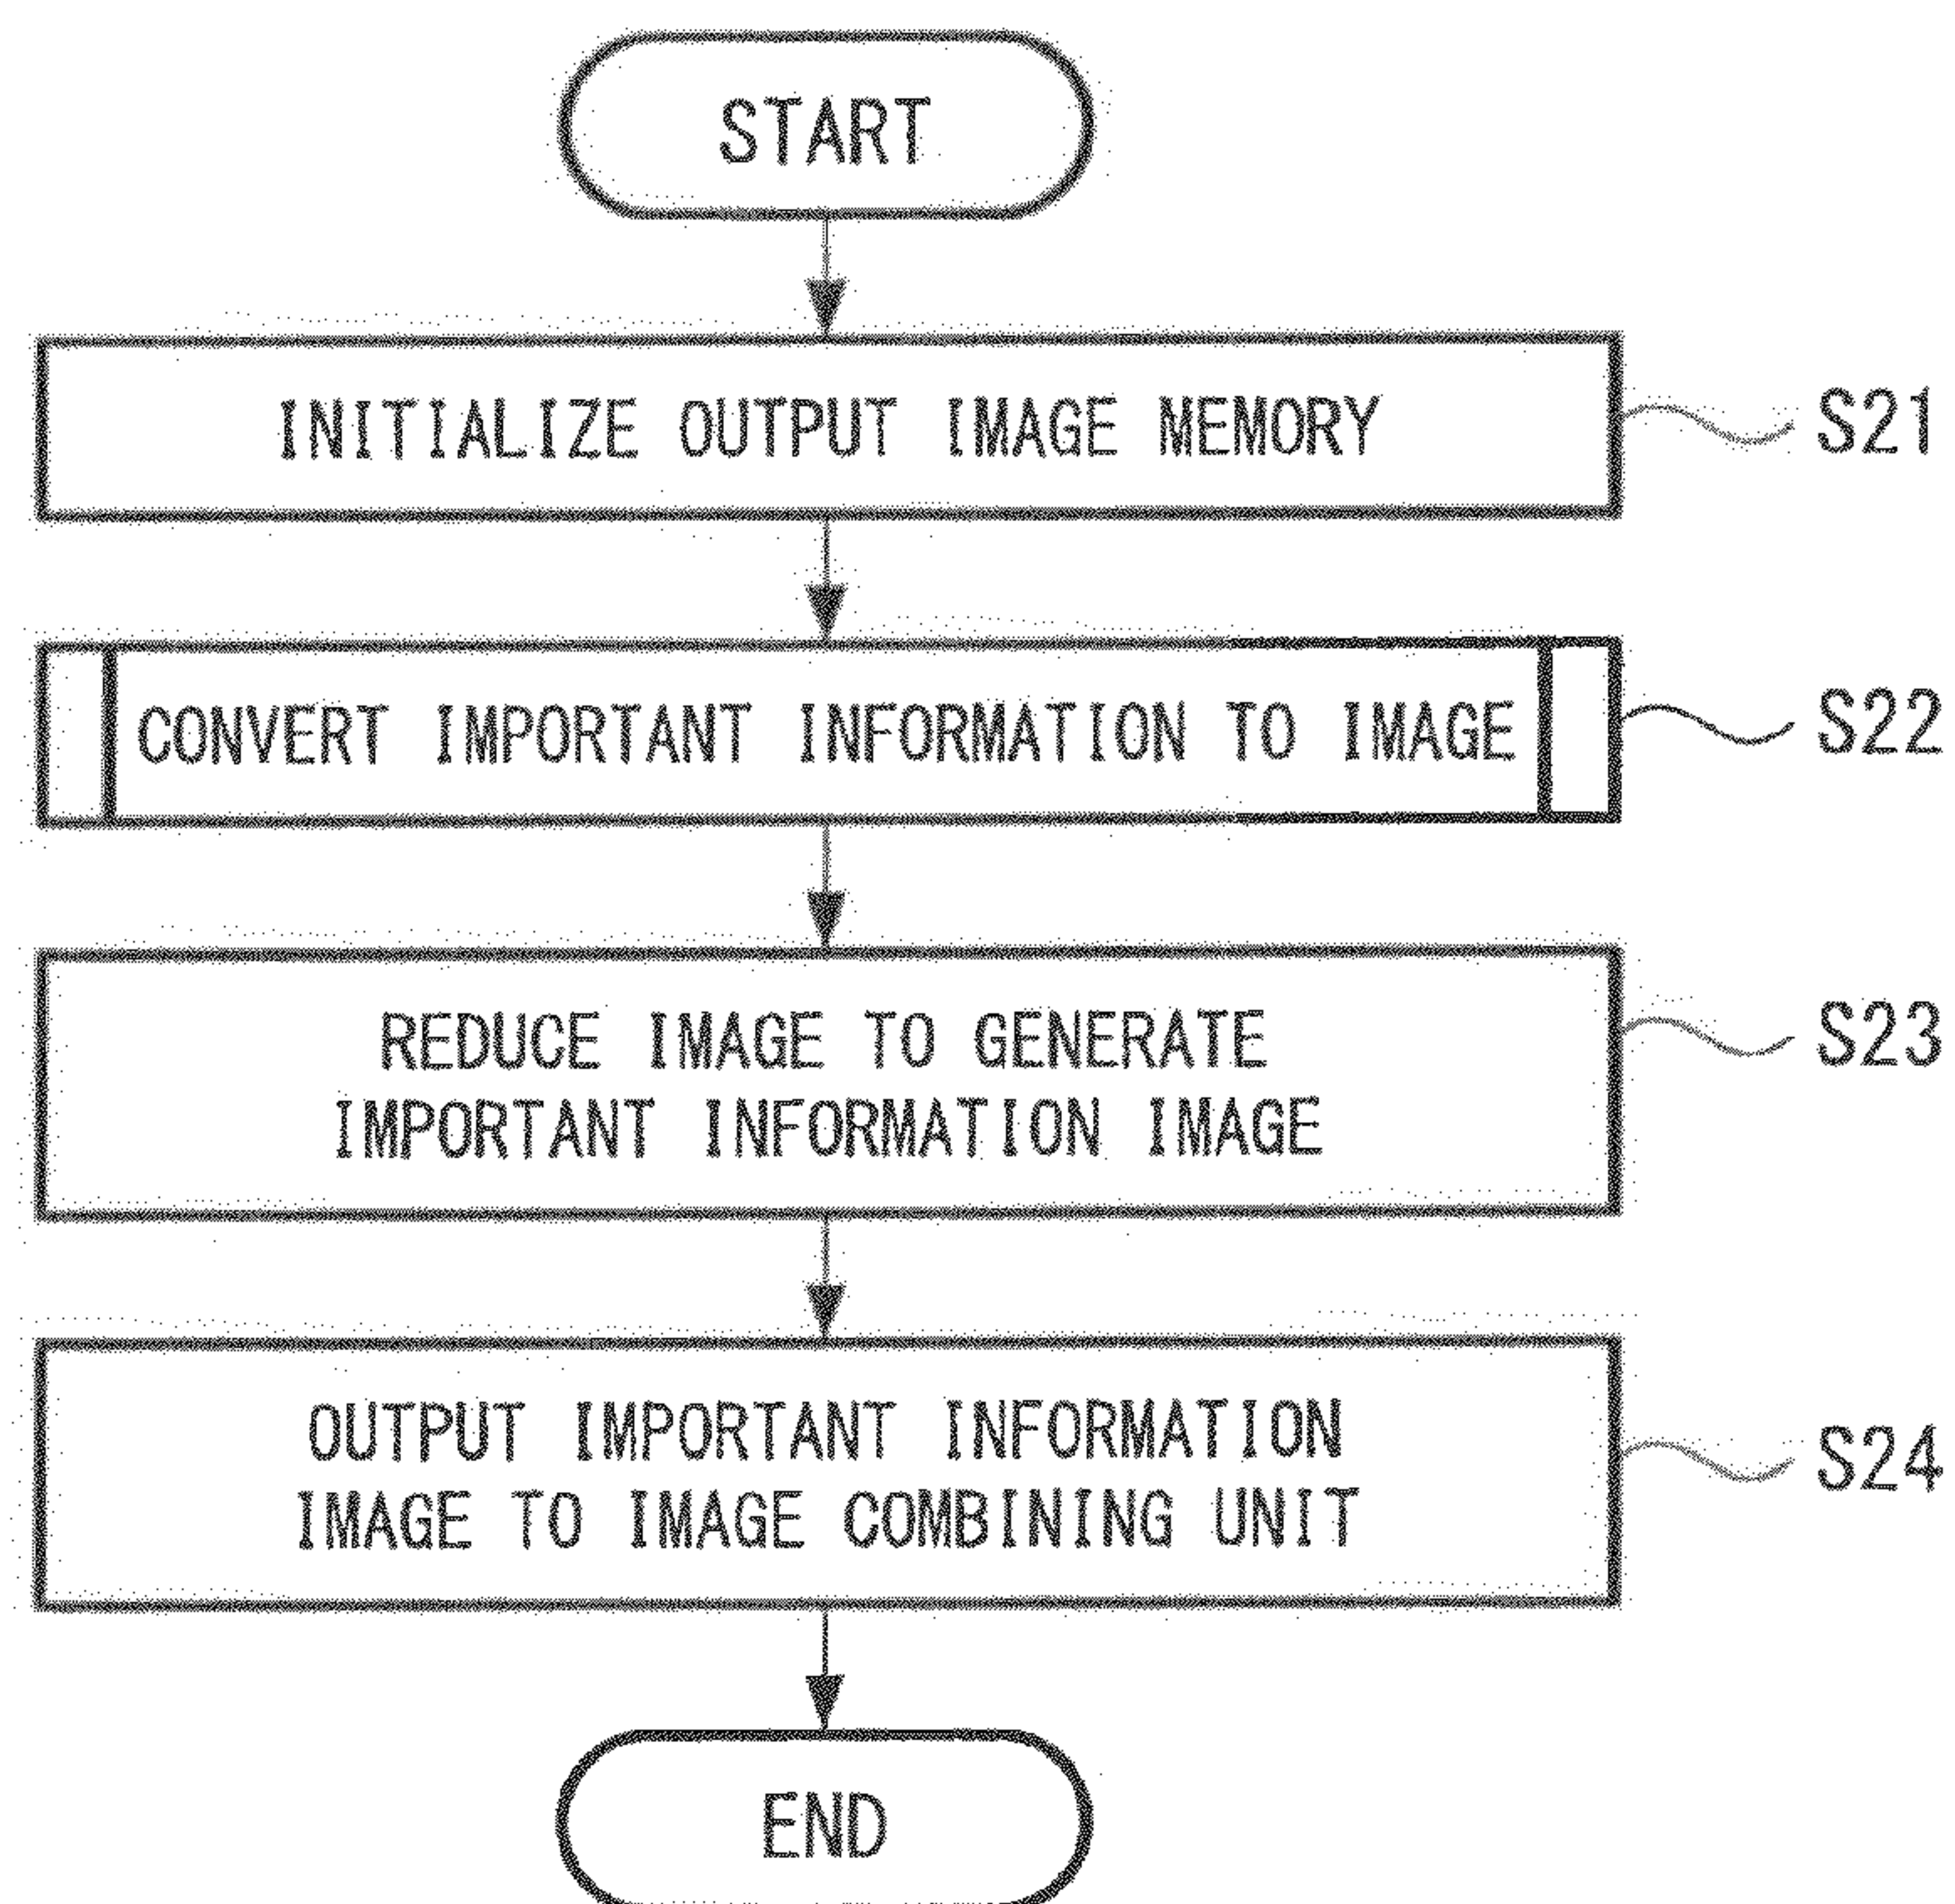 START
INITIALIZE OUTPUT IMAGE MEMORY
S21
CONVERT IMPORTANT INFORMATION TO IMAGE
S22
REDUCE IMAGE TO GENERATE
IMPORTANT INFORMATION IMAGE
S23
OUTPUT IMPORTANT INFORMATION
IMAGE TO IMAGE COMBINING UNIT
S24
END